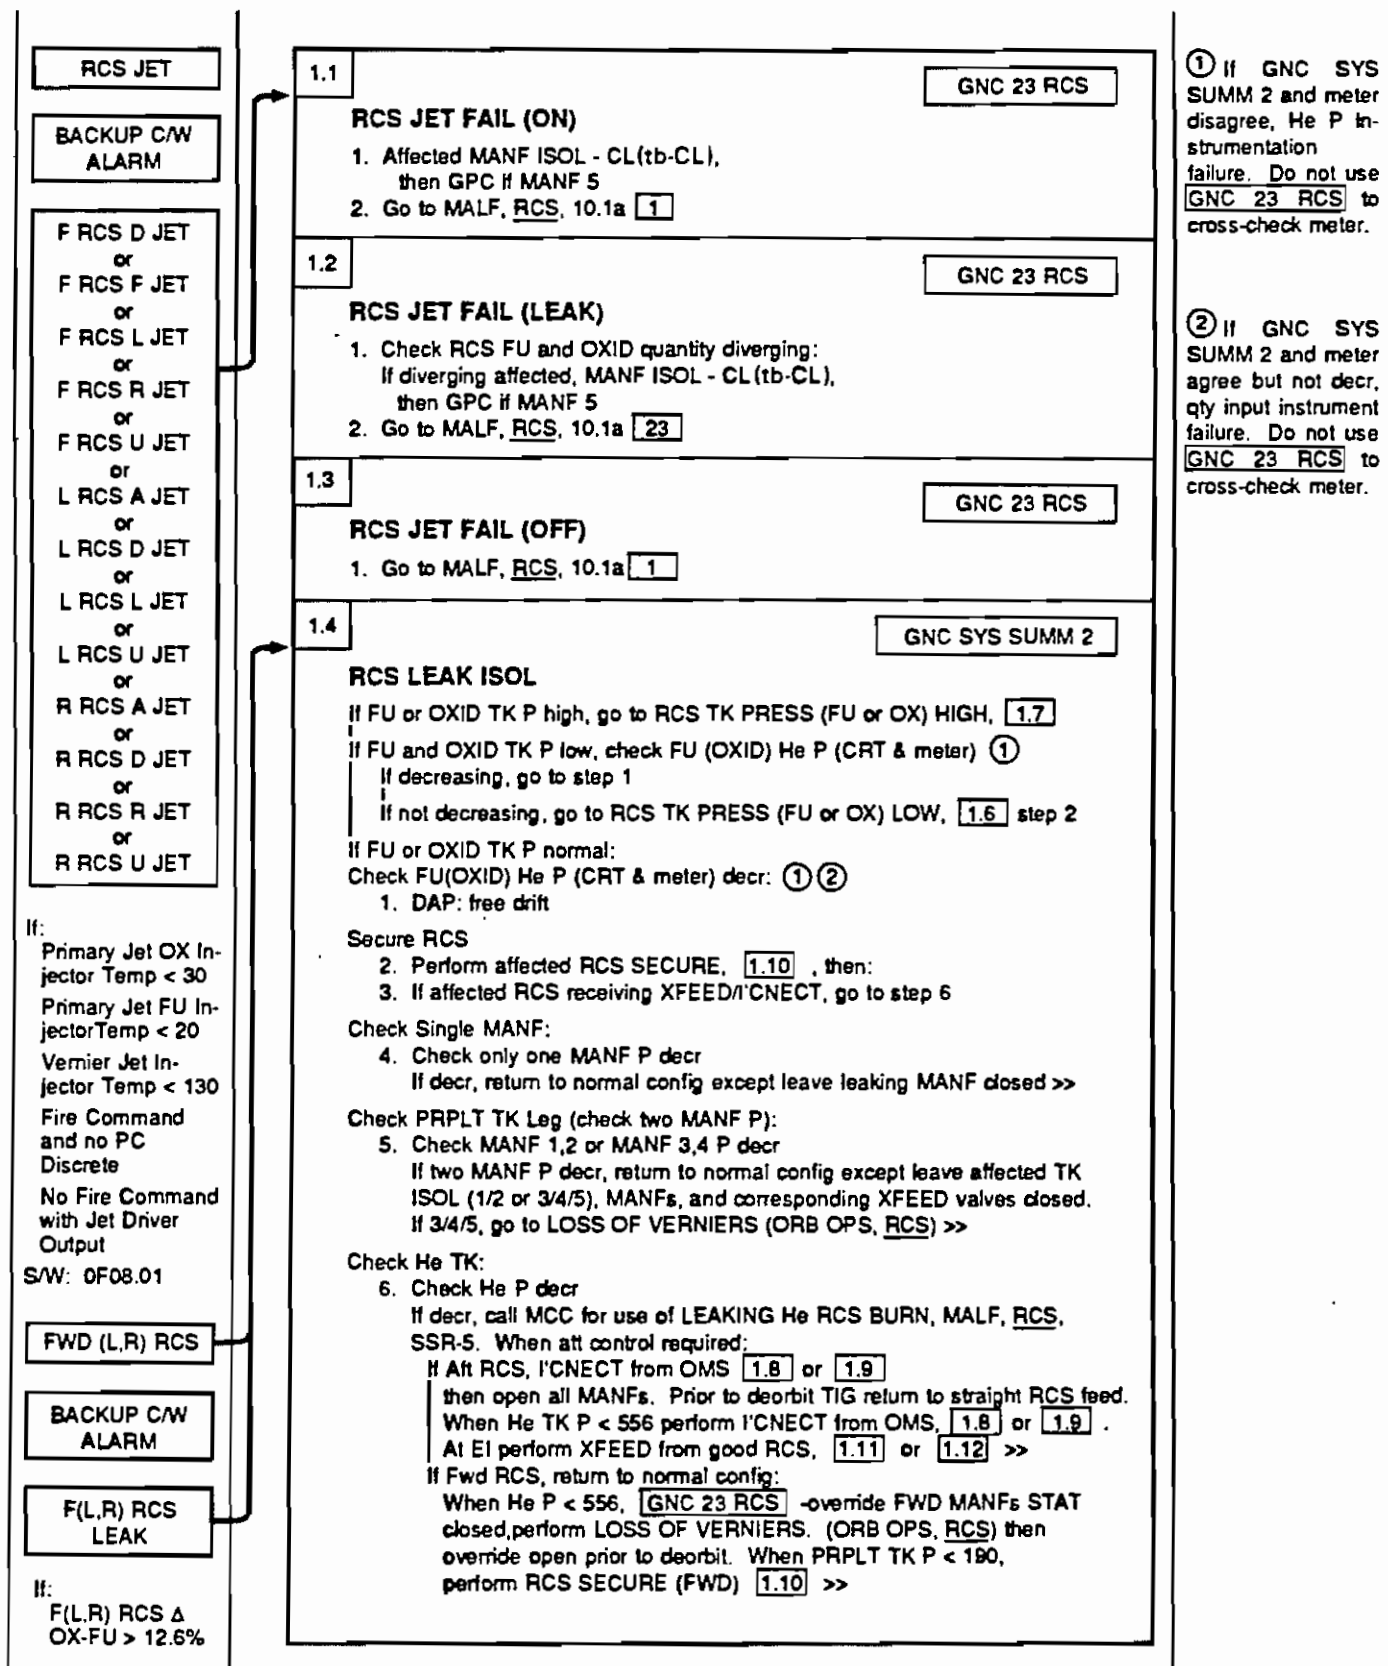 RCS JET
BACKUP C/W
ALARM
F RCS D JET
or
F RCS F JET
or
F RCS L JET
or
F RCS R JET
or
F RCS U JET
or
L RCS A JET
or
L RCS D JET
or
L RCS L JET
or
L RCS U JET
or
R RCS A JET
or
R RCS D JET
or
R RCS R JET
or
R RCS U JET
If:
Primary Jet OX In-
jector Temp < 30
Primary Jet FU In-
jectorTemp < 20
Vernier Jet In-
jector Temp < 130
Fire Command
and no PC
Discrete
No Fire Command
with Jet Driver
Output
S/W: 0F08.01
FWD (L,R) RCS
BACKUP C/W
ALARM
F(L,R) RCS
LEAK
If:
F(L,R) RCS Δ
OX-FU > 12.6%
1.1
GNC 23 RCS
RCS JET FAIL (ON)
1. Affected MANF ISOL - CL(tb-CL),
then GPC if MANF 5
2. Go to MALF, RCS, 10.1a 1
1.2
GNC 23 RCS
RCS JET FAIL (LEAK)
1. Check RCS FU and OXID quantity diverging:
If diverging affected, MANF ISOL - CL(tb-CL),
then GPC if MANF 5
2. Go to MALF, RCS, 10.1a 23
1.3
GNC 23 RCS
RCS JET FAIL (OFF)
1. Go to MALF, RCS, 10.1a 1
1.4
GNC SYS SUMM 2
RCS LEAK ISOL
If FU or OXID TK P high, go to RCS TK PRESS (FU or OX) HIGH, 1.7
If FU and OXID TK P low, check FU (OXID) He P (CRT & meter) ①
If decreasing, go to step 1
If not decreasing, go to RCS TK PRESS (FU or OX) LOW, 1.6 step 2
If FU or OXID TK P normal:
Check FU(OXID) He P (CRT & meter) decr: ①②
1. DAP: free drift
Secure RCS
2. Perform affected RCS SECURE, 1.10 , then:
3. If affected RCS receiving XFEED/I'CNECT, go to step 6
Check Single MANF:
4. Check only one MANF P decr
If decr, return to normal config except leave leaking MANF closed >>
Check PRPLT TK Leg (check two MANF P):
5. Check MANF 1,2 or MANF 3,4 P decr
If two MANF P decr, return to normal config except leave affected TK
ISOL (1/2 or 3/4/5), MANFs, and corresponding XFEED valves closed.
If 3/4/5, go to LOSS OF VERNIERS (ORB OPS, RCS) >>
Check He TK:
6. Check He P decr
If decr, call MCC for use of LEAKING He RCS BURN, MALF, RCS,
SSR-5. When att control required:
If Aft RCS, I'CNECT from OMS 1.8 or 1.9
then open all MANFs. Prior to deorbit TIG return to straight RCS feed.
When He TK P < 556 perform I'CNECT from OMS, 1.8 or 1.9 .
At EI perform XFEED from good RCS, 1.11 or 1.12 >>
If Fwd RCS, return to normal config:
When He P < 556, GNC 23 RCS -override FWD MANFs STAT
closed,perform LOSS OF VERNIERS. (ORB OPS, RCS) then
override open prior to deorbit. When PRPLT TK P < 190,
perform RCS SECURE (FWD) 1.10 >>
① If GNC SYS
SUMM 2 and meter
disagree, He P In-
strumentation
failure. Do not use
GNC 23 RCS to
cross-check meter.
② If GNC SYS
SUMM 2 and meter
agree but not decr,
qty input instrument
failure. Do not use
GNC 23 RCS to
cross-check meter.